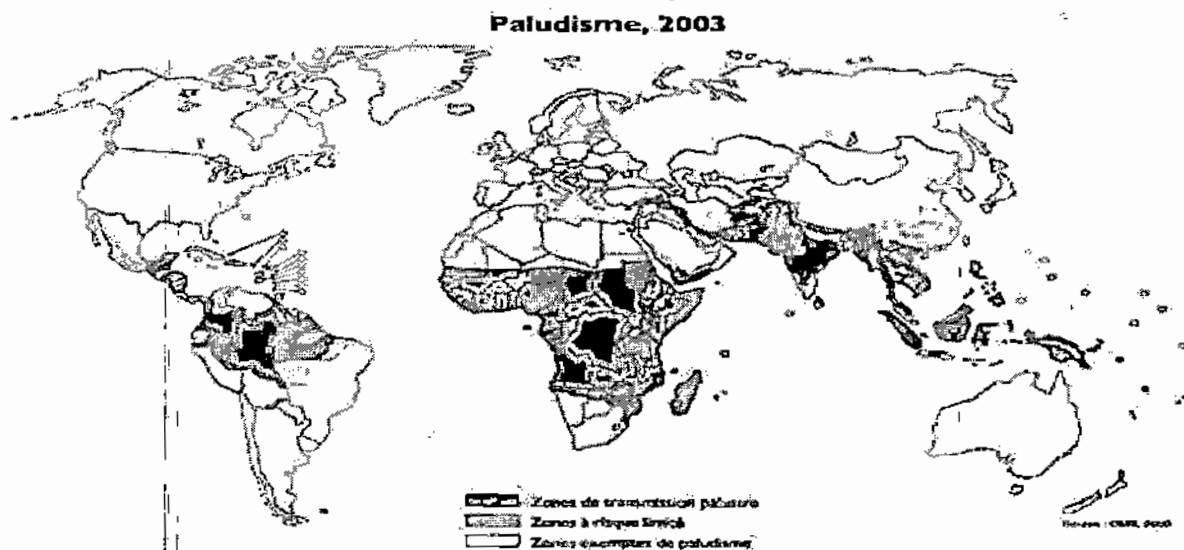 Paludisme, 2003
Zones de transmission palustre
Zones à risque limité
Zones exemptes de paludisme